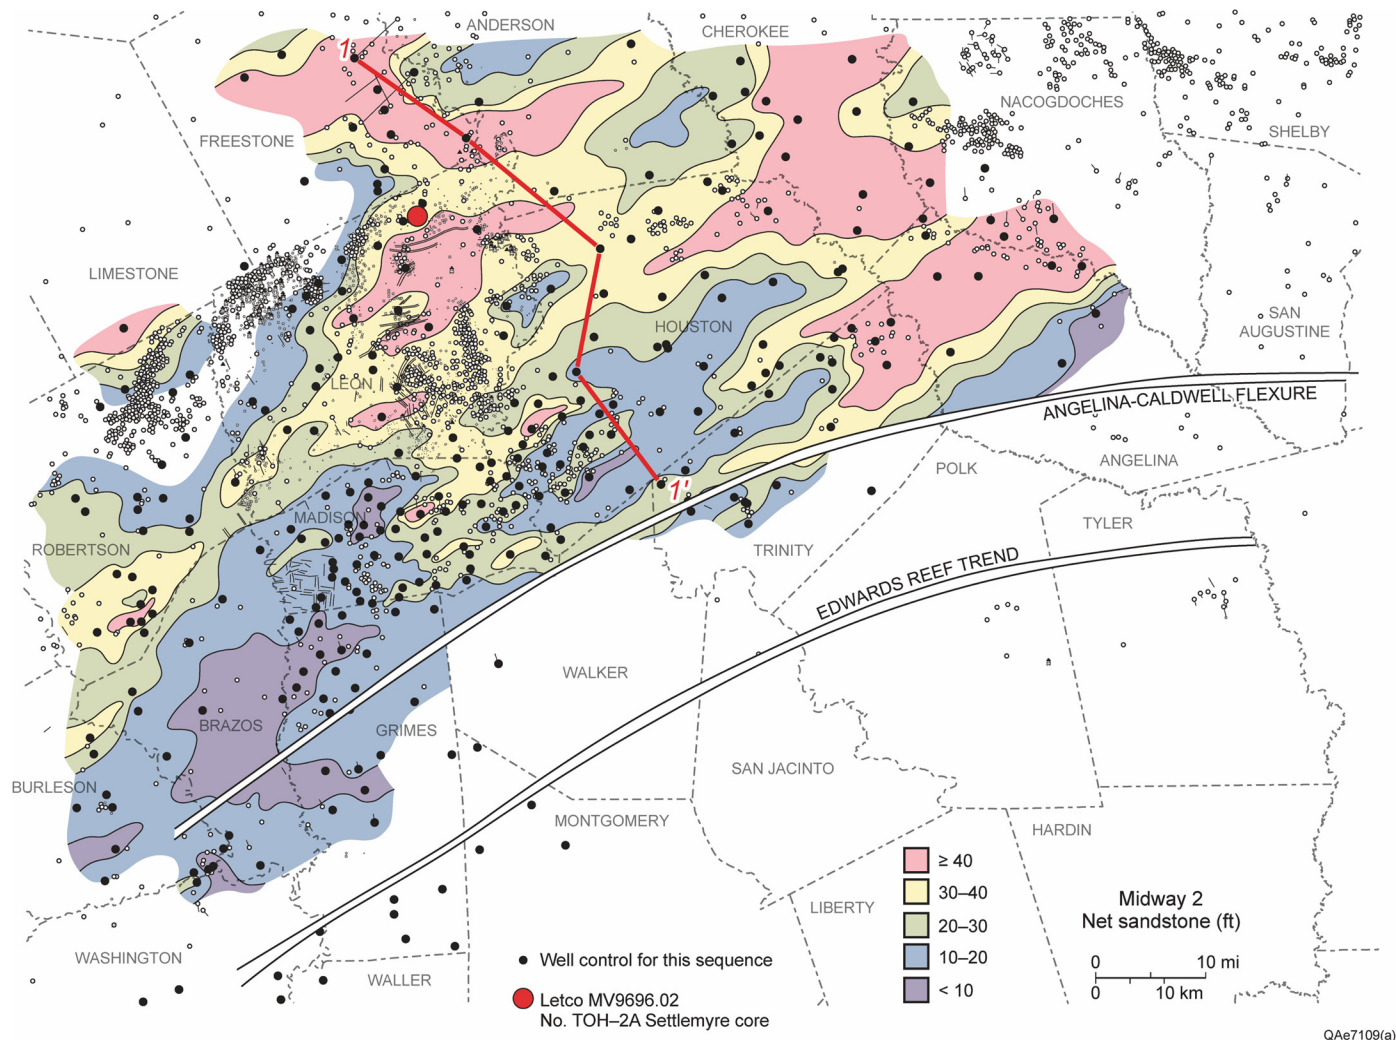 ANDERSON
CHEROKEE
1
NACOGDOCHES
SHELBY
FREESTONE
LIMESTONE
SAN
AUGUSTINE
HOUSTON
LEON
ANGELINA-CALDWELL FLEXURE
ANGELINA
POLK
1'
MADISON
TYLER
ROBERTSON
TRINITY
EDWARDS REEF TREND
WALKER
BRAZOS
GRIMES
SAN JACINTO
BURLESON
MONTGOMERY
HARDIN
LIBERTY
WASHINGTON
WALLER
≥ 40
30–40
20–30
10–20
< 10
Midway 2
Net sandstone (ft)
0 10 mi
0 10 km
Well control for this sequence
Letco MV9696.02
No. TOH–2A Settlemyre core
QAe7109(a)